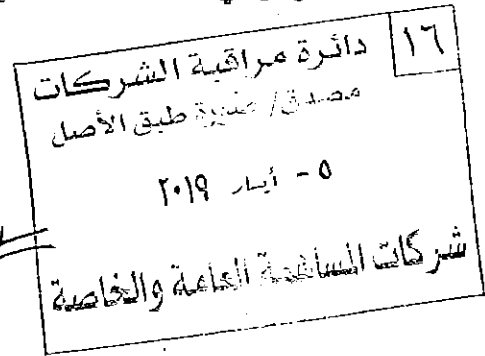 ١٦
دائرة مراقبة الشركات
مصدق/ صورة طبق الأصل
٥ - أيار ٢٠١٩
شركات المساهمة العامة والخاصة